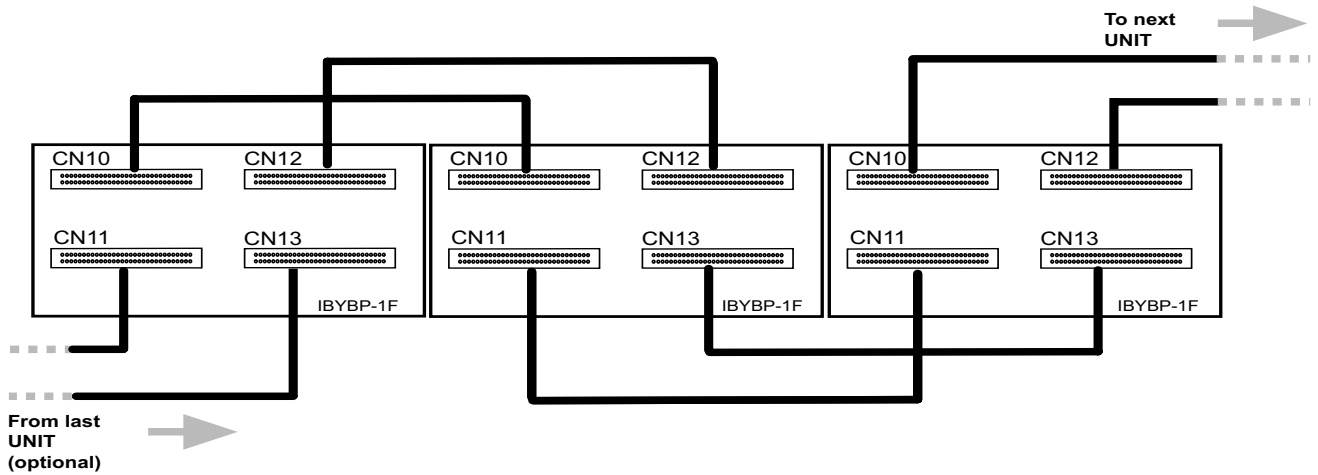 To next
UNIT
CN10 CN12 CN10 CN12 CN10 CN12
CN11 CN13 CN11 CN13 CN11 CN13
IBYBP-1F IBYBP-1F IBYBP-1F
From last
UNIT
(optional)